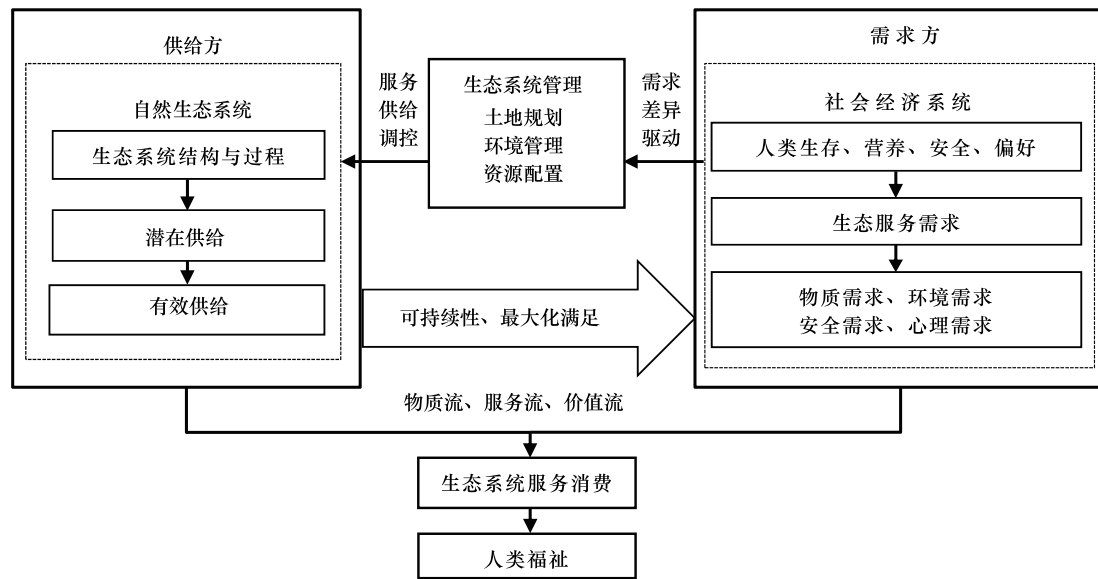 供给方
自然生态系统
生态系统结构与过程
潜在供给
有效供给
服务
供给
调控
生态系统管理
土地规划
环境管理
资源配置
需求
差异
驱动
需求方
社会经济系统
人类生存、营养、安全、偏好
生态服务需求
物质需求、环境需求
安全需求、心理需求
可持续性、最大化满足
物质流、服务流、价值流
生态系统服务消费
人类福祉